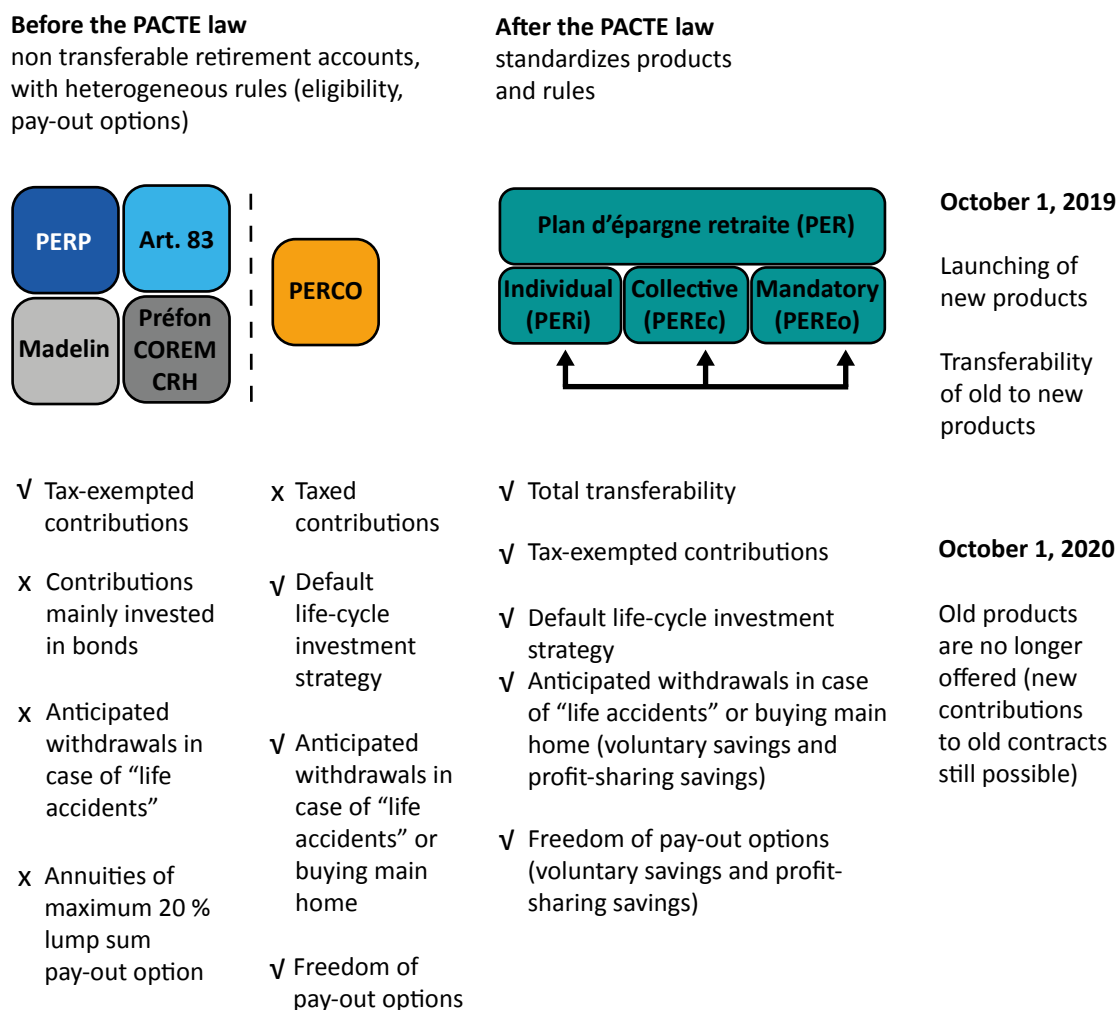 Before the PACTE law
non transferable retirement accounts,
with heterogeneous rules (eligibility,
pay-out options)
After the PACTE law
standardizes products
and rules
PERP
Art. 83
Madelin
Préfon
COREM
CRH
PERCO
Plan d’épargne retraite (PER)
Individual
(PERi)
Collective
(PEREc)
Mandatory
(PEREo)
October 1, 2019
Launching of
new products
Transferability
of old to new
products
√ Tax-exempted
contributions
x Contributions
mainly invested
in bonds
x Anticipated
withdrawals in
case of “life
accidents”
x Annuities of
maximum 20 %
lump sum
pay-out option
x Taxed
contributions
√ Default
life-cycle
investment
strategy
√ Anticipated
withdrawals in
case of “life
accidents” or
buying main
home
√ Freedom of
pay-out options
√ Total transferability
√ Tax-exempted contributions
√ Default life-cycle investment
strategy
√ Anticipated withdrawals in case
of “life accidents” or buying main
home (voluntary savings and
profit-sharing savings)
√ Freedom of pay-out options
(voluntary savings and profit-
sharing savings)
October 1, 2020
Old products
are no longer
offered (new
contributions
to old contracts
still possible)